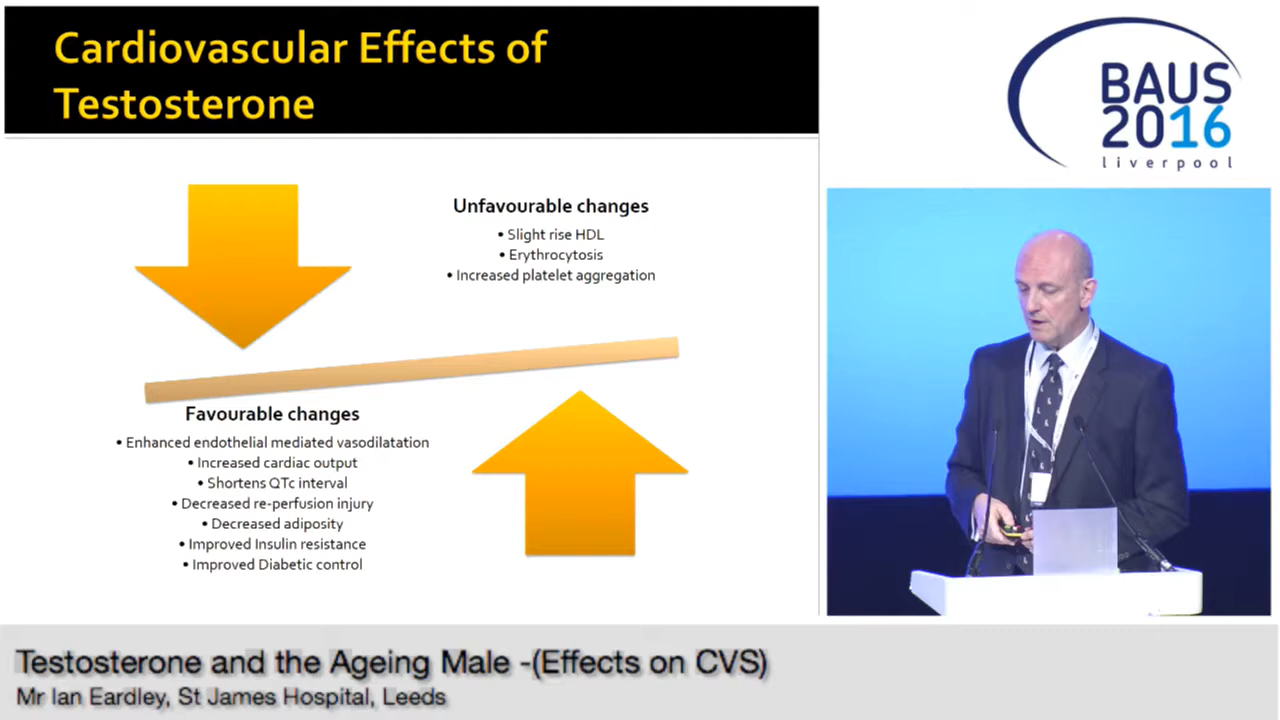 Cardiovascular Effects of
Testosterone
BAUS
2016
liverpool
Unfavourable changes
• Slight rise HDL
• Erythrocytosis
• Increased platelet aggregation
Favourable changes
• Enhanced endothelial mediated vasodilatation
• Increased cardiac output
• Shortens QTc interval
• Decreased re-perfusion injury
• Decreased adiposity
• Improved Insulin resistance
• Improved Diabetic control
Testosterone and the Ageing Male -(Effects on CVS)
Mr Ian Eardley, St James Hospital, Leeds